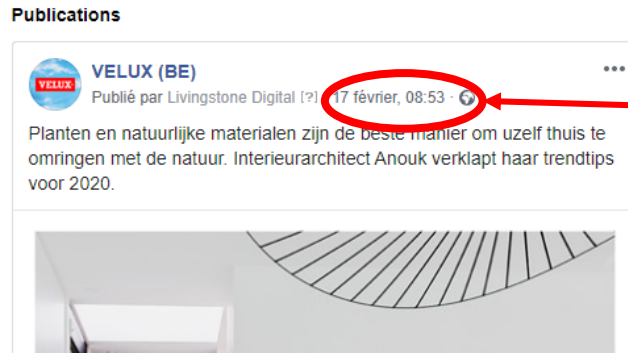 Publications
VELUX (BE)
VELUX
Publié par Livingstone Digital [?] · 17 février, 08:53 ·
Planten en natuurlijke materialen zijn de beste manier om uzelf thuis te
omringen met de natuur. Interieurarchitect Anouk verklapt haar trendtips
voor 2020.